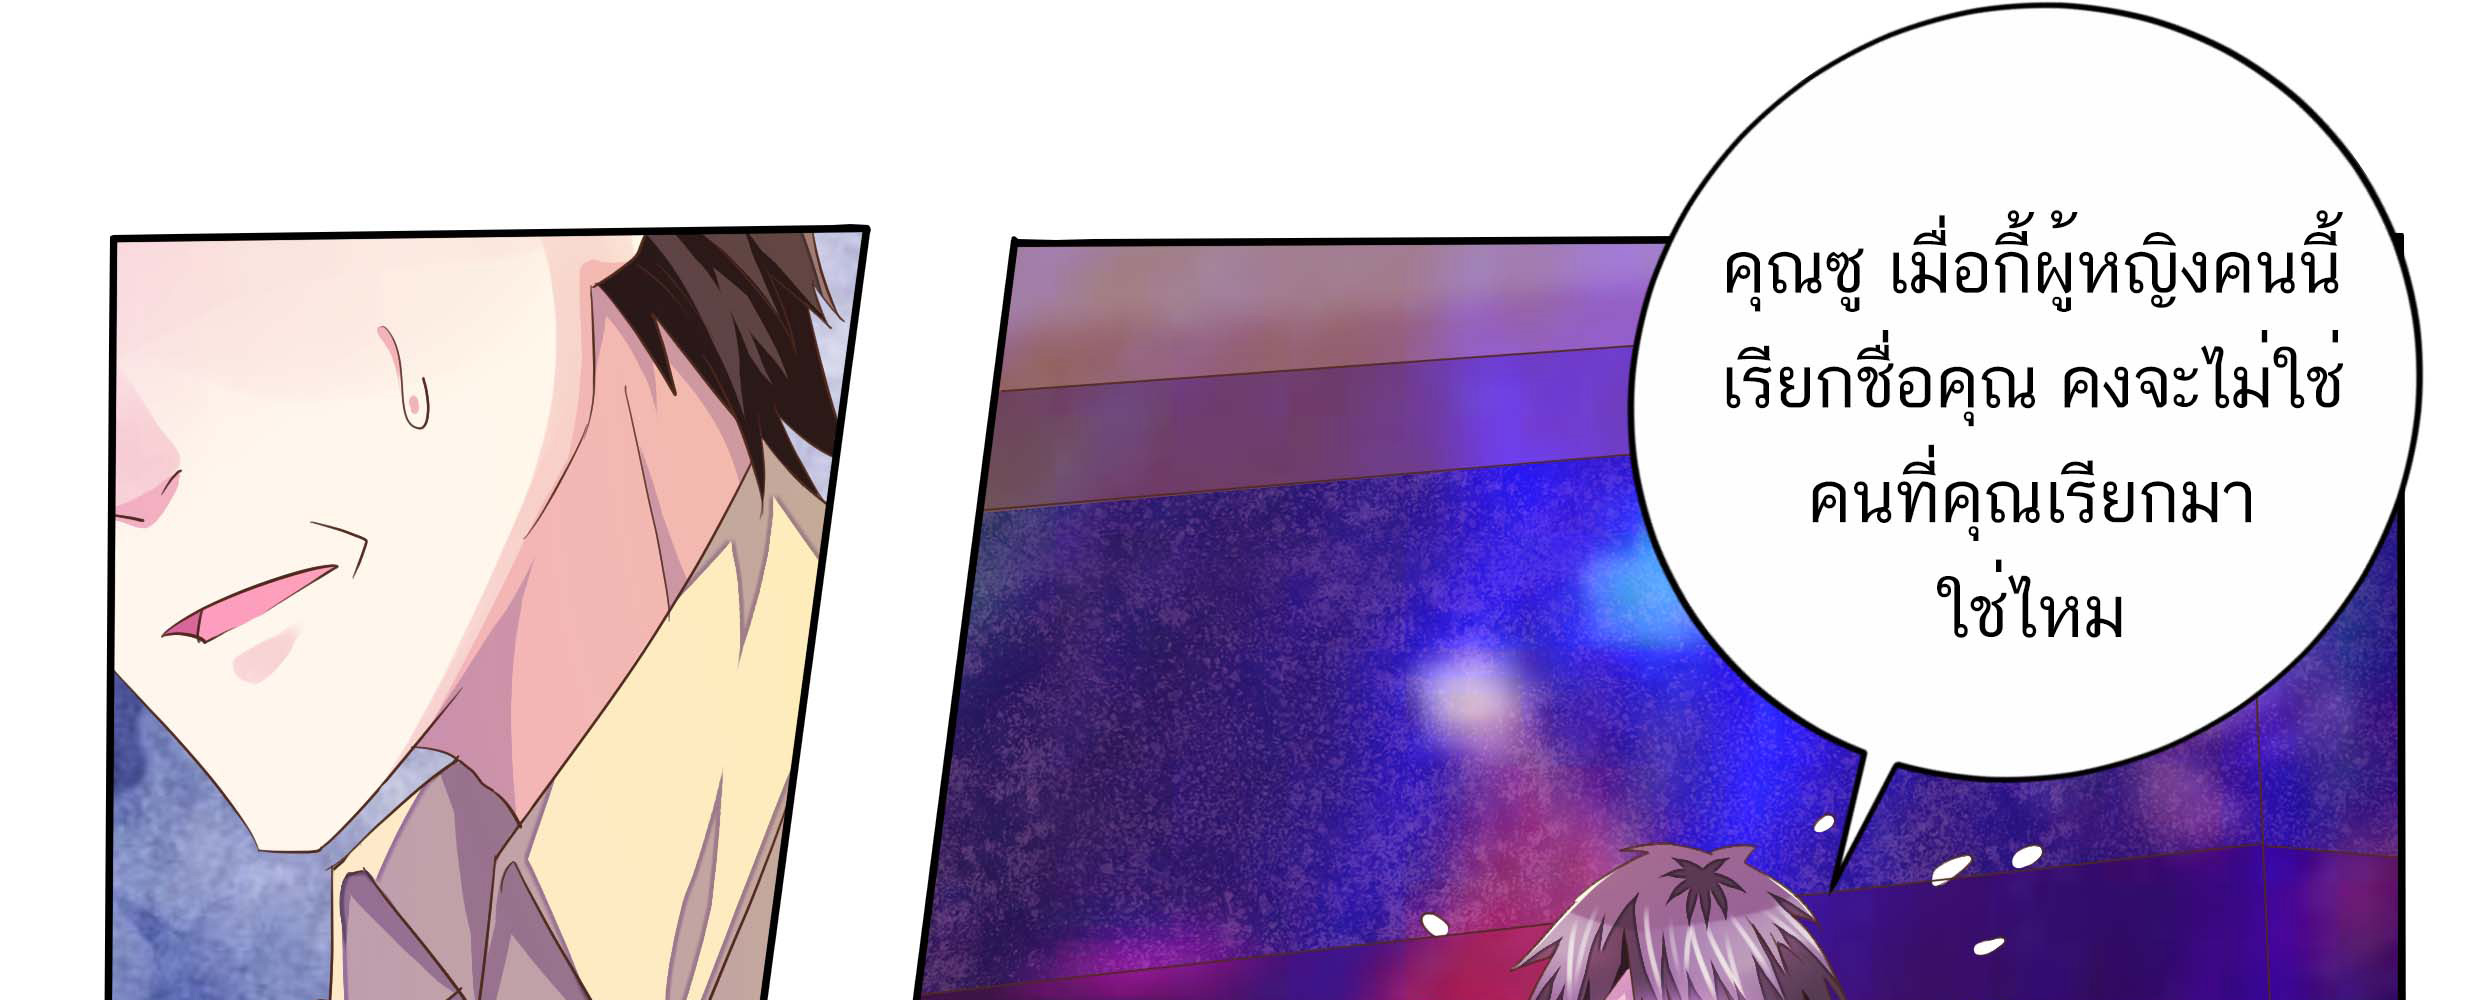 คุณซู เมื่อกี้ผู้หญิงคนนี้
เรียกชื่อคุณ คงจะไม่ใช่
คนที่คุณเรียกมา
ใช่ไหม